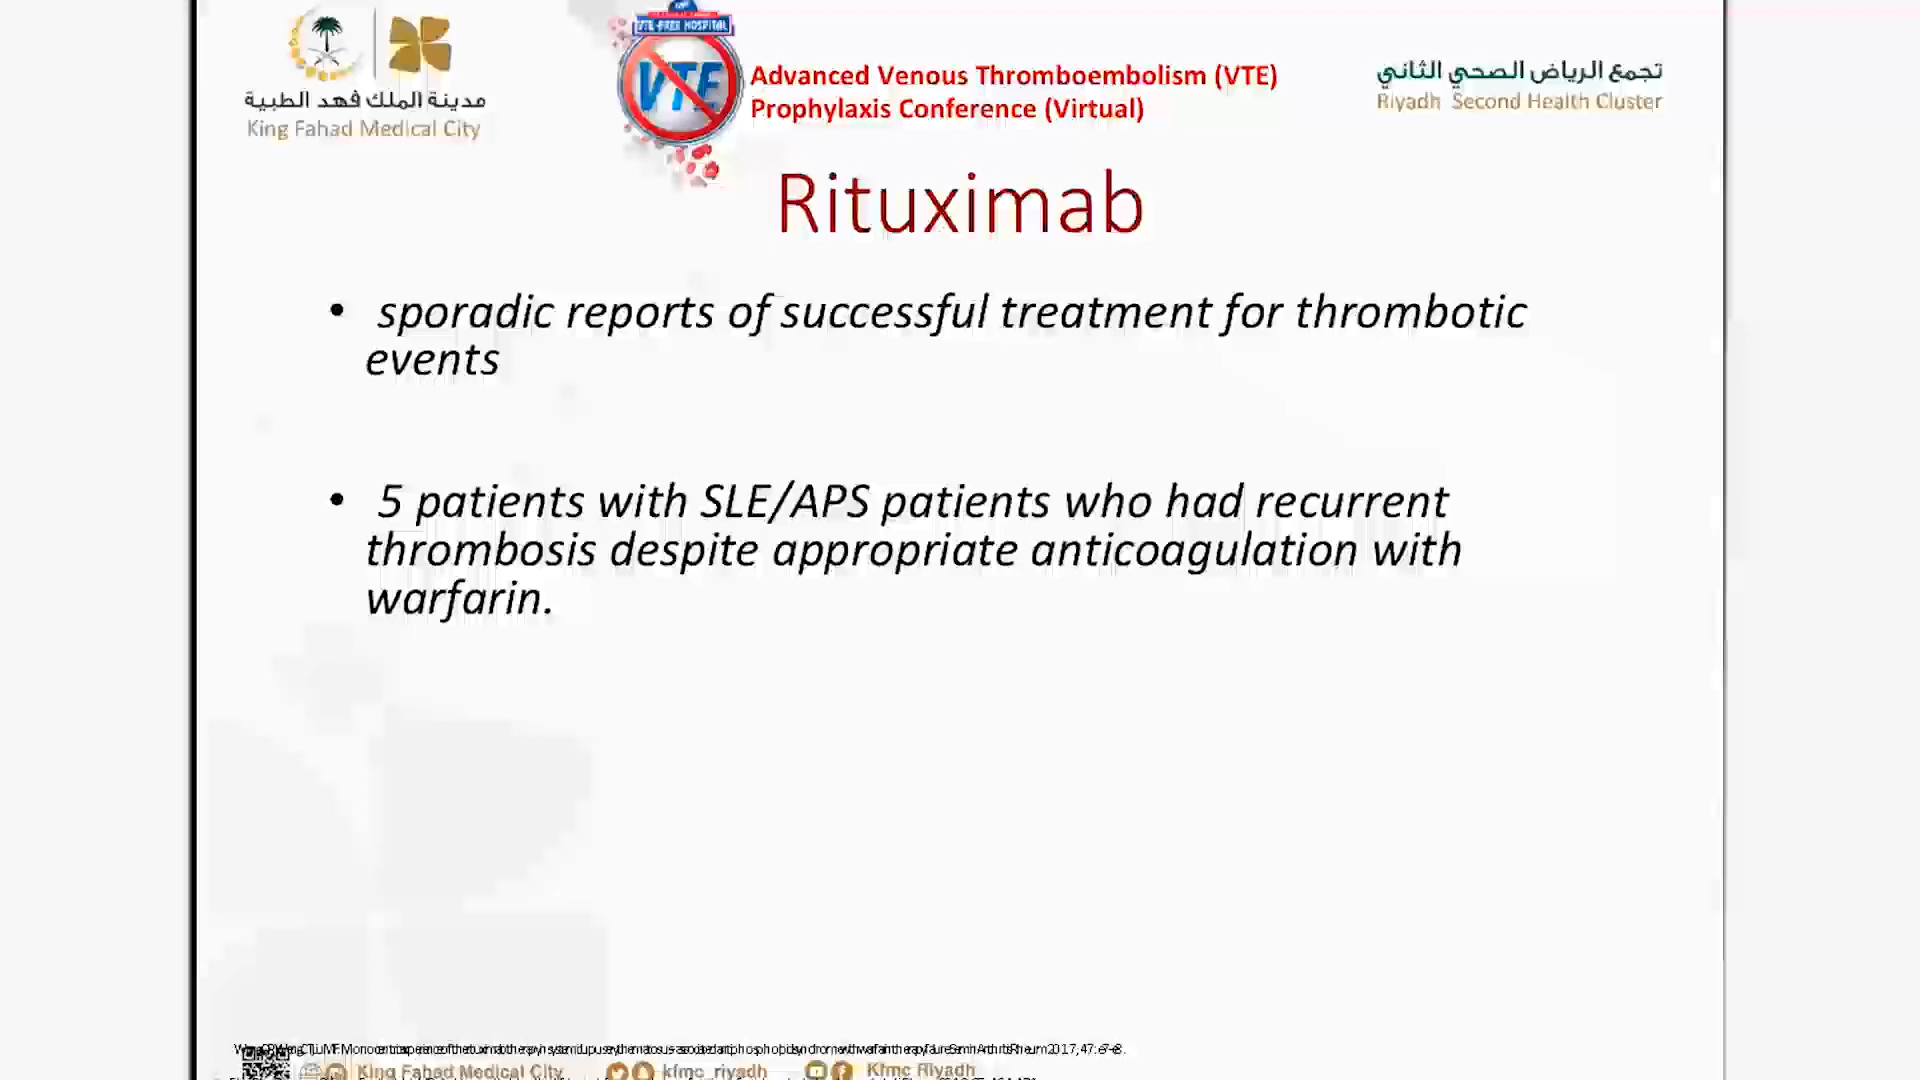 مدينة الملك فهد الطبية
King Fahad Medical City
VTE-FREE HOSPITAL
VTE
Advanced Venous Thromboembolism (VTE)
Prophylaxis Conference (Virtual)
تجمع الرياض الصحي الثاني
Riyadh Second Health Cluster
Rituximab
• sporadic reports of successful treatment for thrombotic
events
• 5 patients with SLE/APS patients who had recurrent
thrombosis despite appropriate anticoagulation with
warfarin.
King Fahad Medical City
kfmc_riyadh
Kfmc Riyadh